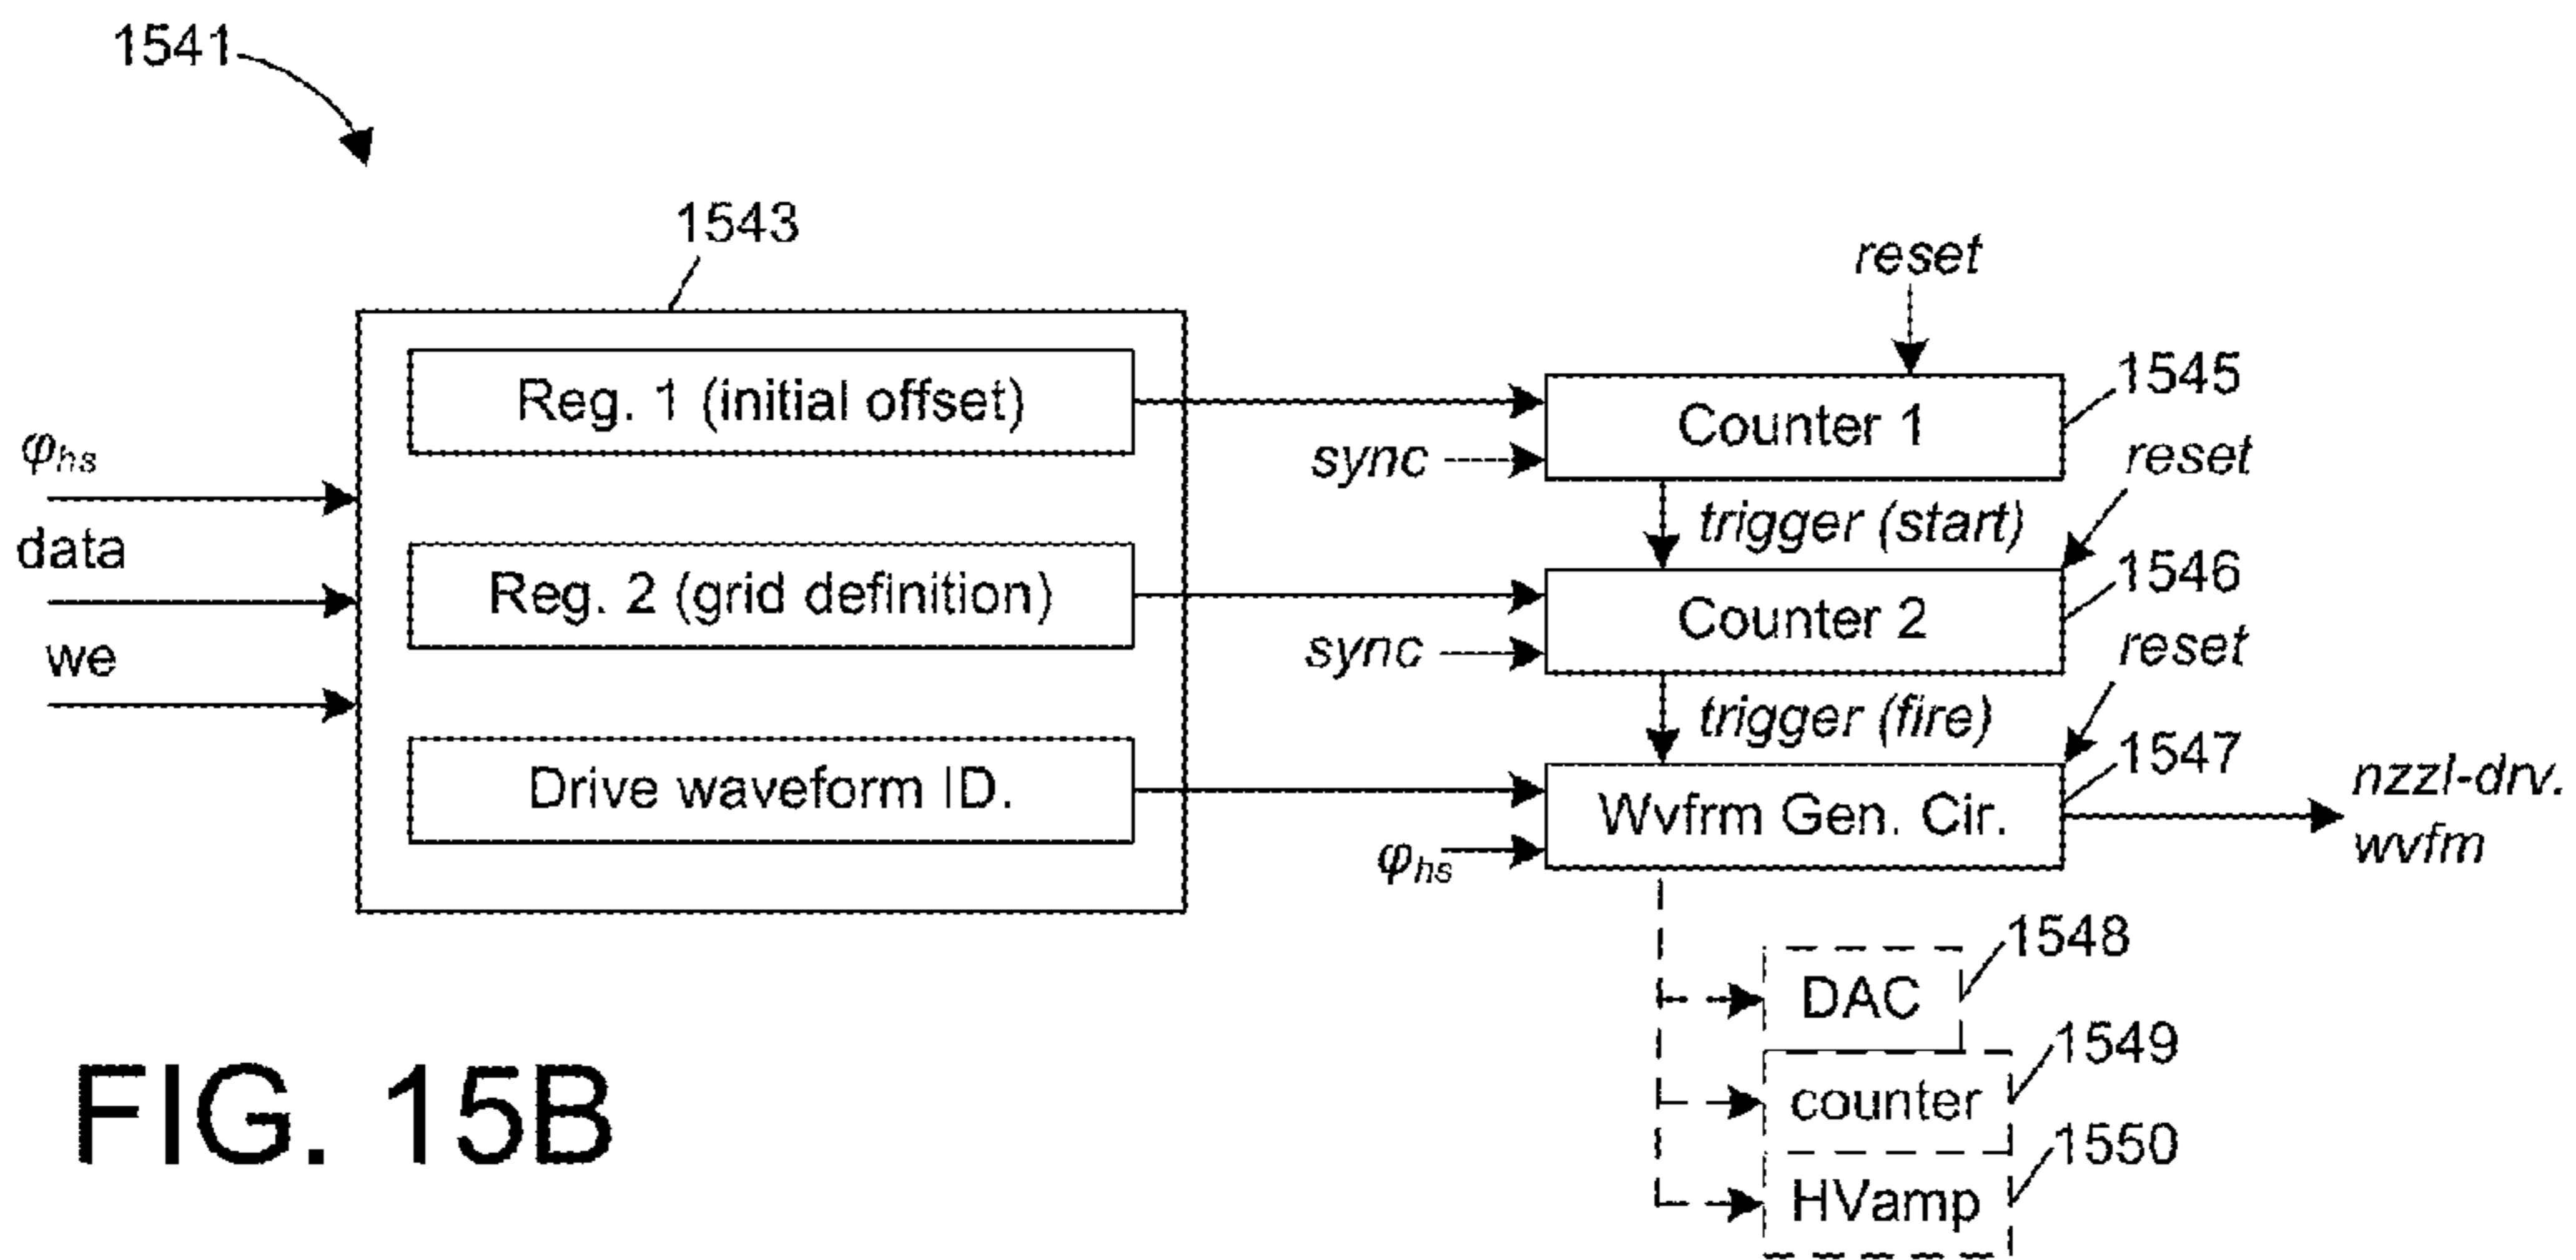 1541
1543
reset
Reg. 1 (initial offset)
Counter 1
1545
φhs
sync
reset
trigger (start)
data
Reg. 2 (grid definition)
Counter 2
1546
we
sync
reset
trigger (fire)
Drive waveform ID.
Wvfrm Gen. Cir.
1547
nzzl-drv.
wvfm
φhs
DAC
1548
counter
1549
HVamp
1550
FIG. 15B